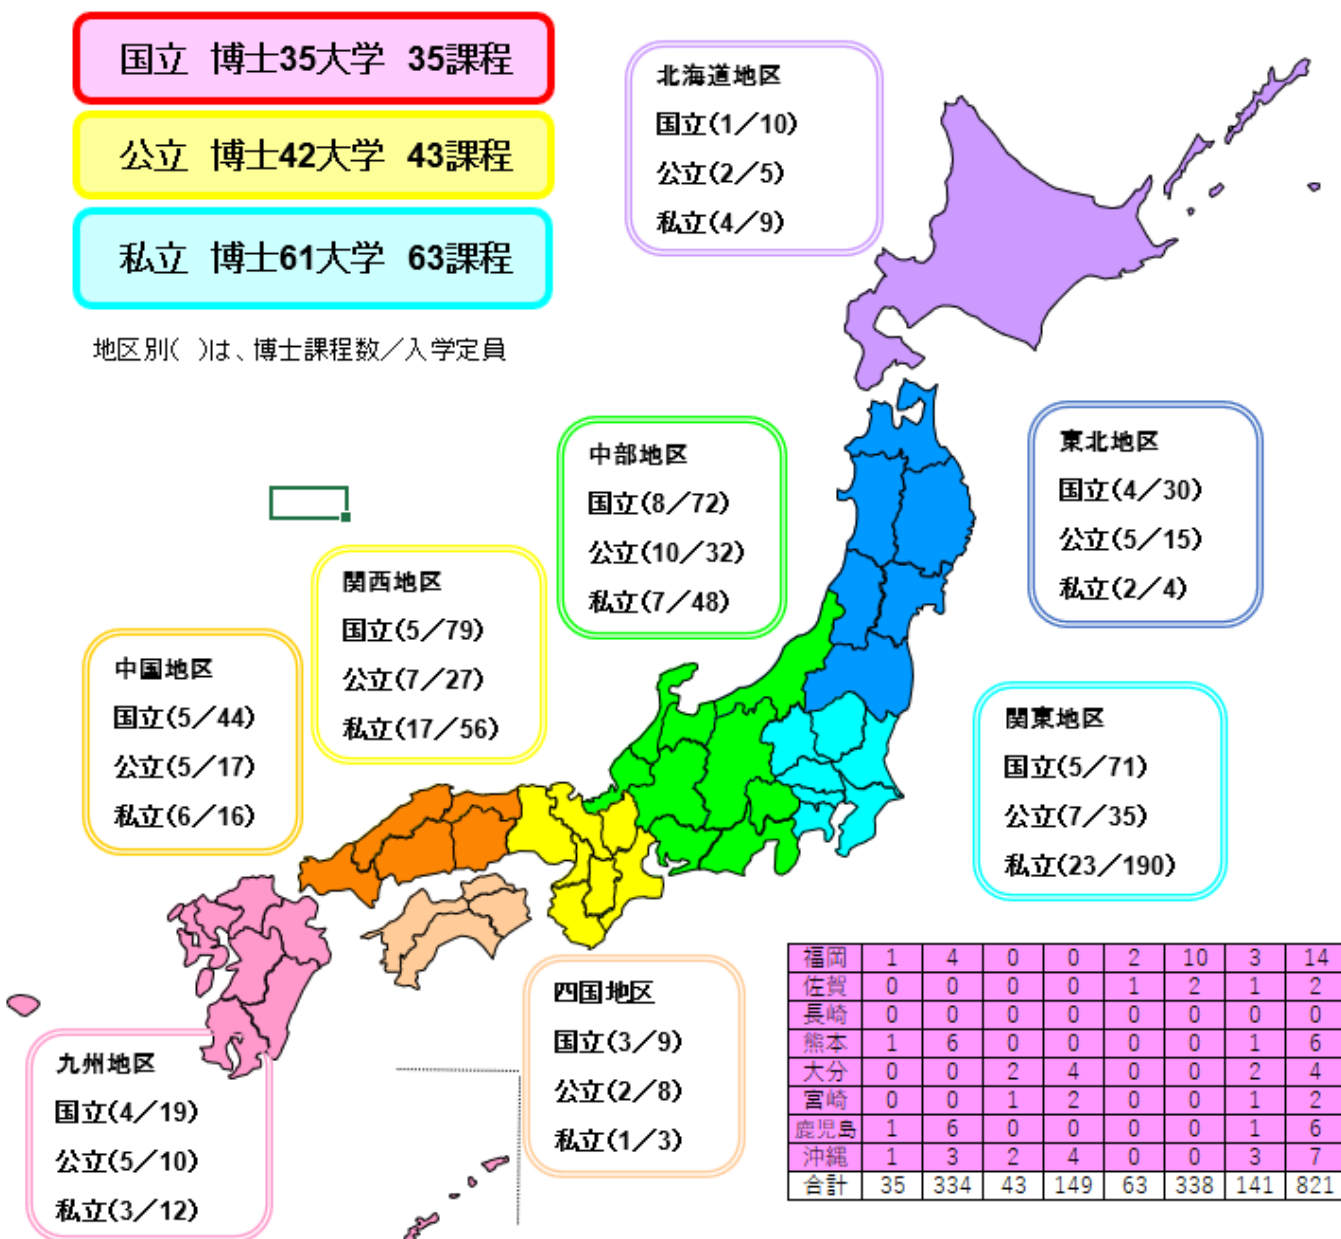 国立 博士35大学 35課程
公立 博士42大学 43課程
私立 博士61大学 63課程
地区別( )は、博士課程数／入学定員
北海道地区
国立(1／10)
公立(2／5)
私立(4／9)
東北地区
国立(4／30)
公立(5／15)
私立(2／4)
中部地区
国立(8／72)
公立(10／32)
私立(7／48)
関西地区
国立(5／79)
公立(7／27)
私立(17／56)
中国地区
国立(5／44)
公立(5／17)
私立(6／16)
関東地区
国立(5／71)
公立(7／35)
私立(23／190)
四国地区
国立(3／9)
公立(2／8)
私立(1／3)
九州地区
国立(4／19)
公立(5／10)
私立(3／12)
福岡 1 4 0 0 2 10 3 14
佐賀 0 0 0 0 1 2 1 2
長崎 0 0 0 0 0 0 0 0
熊本 1 6 0 0 0 0 1 6
大分 0 0 2 4 0 0 2 4
宮崎 0 0 1 2 0 0 1 2
鹿児島 1 6 0 0 0 0 1 6
沖縄 1 3 2 4 0 0 3 7
合計 35 334 43 149 63 338 141 821